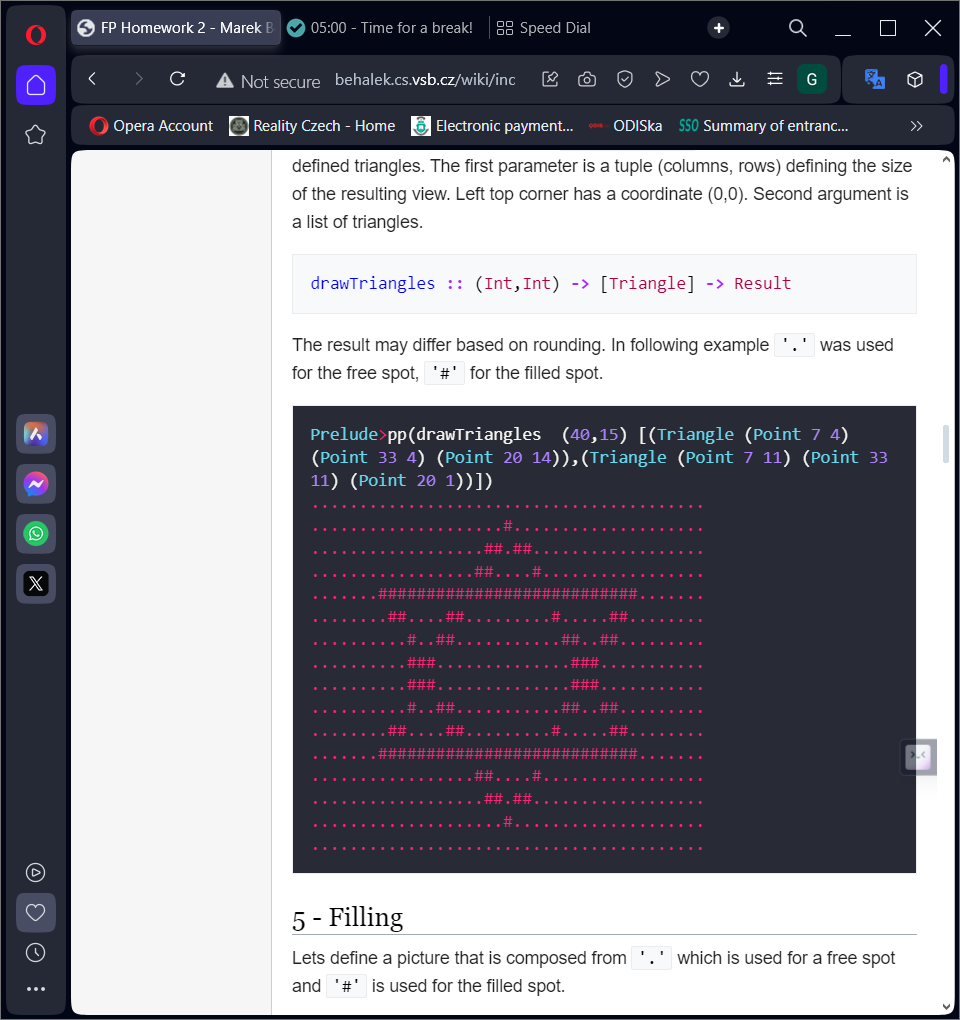 FP Homework 2 - Marek B
05:00 - Time for a break!
Speed Dial
Not secure
behalek.cs.vsb.cz/wiki/inc
G
Opera Account
Reality Czech - Home
Electronic payment...
ODISka
SSO Summary of entranc...
defined triangles. The first parameter is a tuple (columns, rows) defining the size
of the resulting view. Left top corner has a coordinate (0,0). Second argument is
a list of triangles.
drawTriangles :: (Int,Int) -> [Triangle] -> Result
The result may differ based on rounding. In following example '.' was used
for the free spot, '#' for the filled spot.
Prelude>pp(drawTriangles  (40,15) [(Triangle (Point 7 4)
(Point 33 4) (Point 20 14)),(Triangle (Point 7 11) (Point 33
11) (Point 20 1))])
.........................................
....................#....................
..................##.##..................
.................##....#.................
.......###########################.......
........##....##.........#.....##........
..........#..##...........##..##.........
..........###..............###...........
..........###..............###...........
..........#..##...........##..##.........
........##....##.........#.....##........
.......###########################.......
.................##....#.................
..................##.##..................
....................#....................
.........................................
5 - Filling
Lets define a picture that is composed from '.' which is used for a free spot
and '#' is used for the filled spot.